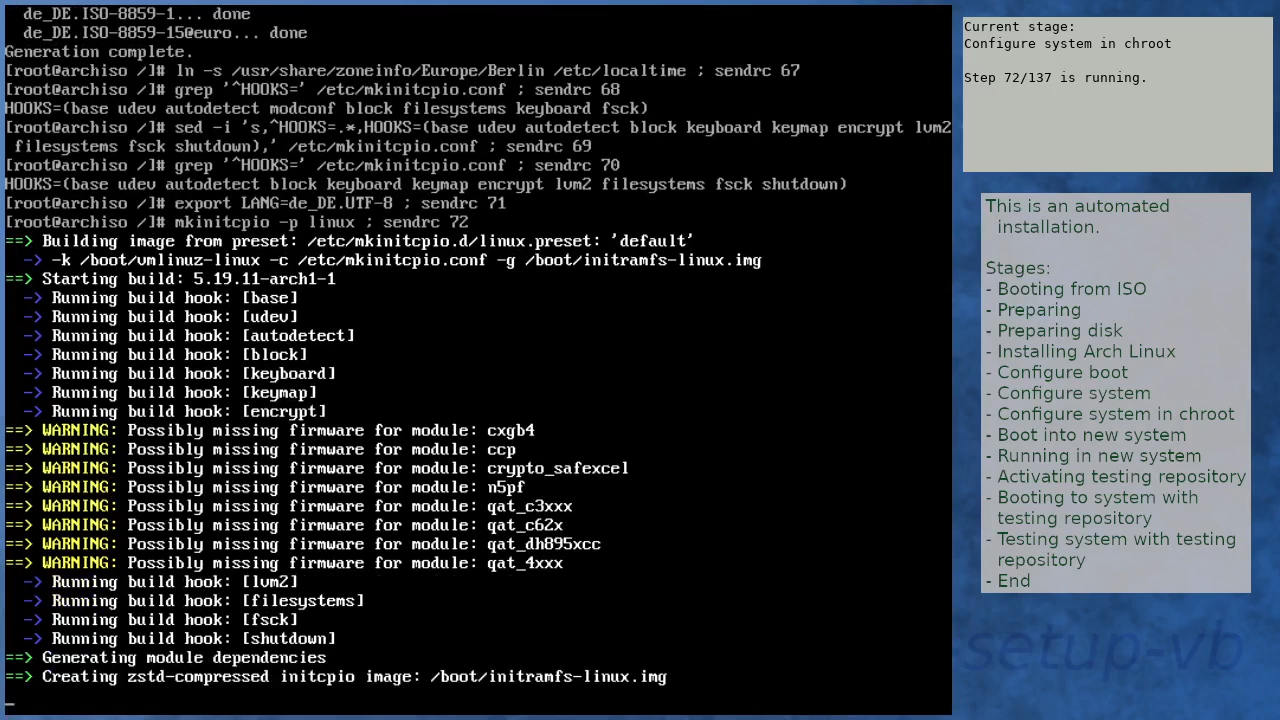 de_DE.ISO-8859-1... done
de_DE.ISO-8859-15@euro... done
Generation complete.
[root@archiso /]# ln -s /usr/share/zoneinfo/Europe/Berlin /etc/localtime ; sendrc 67
[root@archiso /]# grep '^HOOKS=' /etc/mkinitcpio.conf ; sendrc 68
HOOKS=(base udev autodetect modconf block filesystems keyboard fsck)
[root@archiso /]# sed -i 's,^HOOKS=.*,HOOKS=(base udev autodetect block keyboard keymap encrypt lvm2
 filesystems fsck shutdown),' /etc/mkinitcpio.conf ; sendrc 69
[root@archiso /]# grep '^HOOKS=' /etc/mkinitcpio.conf ; sendrc 70
HOOKS=(base udev autodetect block keyboard keymap encrypt lvm2 filesystems fsck shutdown)
[root@archiso /]# export LANG=de_DE.UTF-8 ; sendrc 71
[root@archiso /]# mkinitcpio -p linux ; sendrc 72
==> Building image from preset: /etc/mkinitcpio.d/linux.preset: 'default'
  -> -k /boot/vmlinuz-linux -c /etc/mkinitcpio.conf -g /boot/initramfs-linux.img
==> Starting build: 5.19.11-arch1-1
  -> Running build hook: [base]
  -> Running build hook: [udev]
  -> Running build hook: [autodetect]
  -> Running build hook: [block]
  -> Running build hook: [keyboard]
  -> Running build hook: [keymap]
  -> Running build hook: [encrypt]
==> WARNING: Possibly missing firmware for module: cxgb4
==> WARNING: Possibly missing firmware for module: ccp
==> WARNING: Possibly missing firmware for module: crypto_safexcel
==> WARNING: Possibly missing firmware for module: n5pf
==> WARNING: Possibly missing firmware for module: qat_c3xxx
==> WARNING: Possibly missing firmware for module: qat_c62x
==> WARNING: Possibly missing firmware for module: qat_dh895xcc
==> WARNING: Possibly missing firmware for module: qat_4xxx
  -> Running build hook: [lvm2]
  -> Running build hook: [filesystems]
  -> Running build hook: [fsck]
  -> Running build hook: [shutdown]
==> Generating module dependencies
==> Creating zstd-compressed initcpio image: /boot/initramfs-linux.img
Current stage:
Configure system in chroot
Step 72/137 is running.
This is an automated
installation.
Stages:
- Booting from ISO
- Preparing
- Preparing disk
- Installing Arch Linux
- Configure boot
- Configure system
- Configure system in chroot
- Boot into new system
- Running in new system
- Activating testing repository
- Booting to system with
testing repository
- Testing system with testing
repository
- End
setup-vb